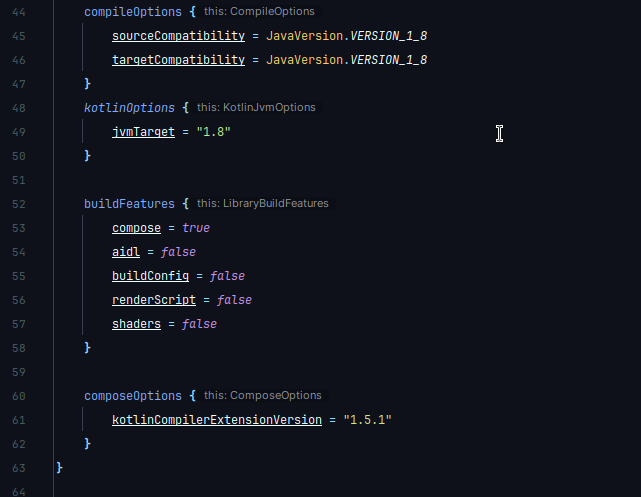 44 compileOptions { this: CompileOptions
45 sourceCompatibility = JavaVersion.VERSION_1_8
46 targetCompatibility = JavaVersion.VERSION_1_8
47 }
48 kotlinOptions { this: KotlinJvmOptions
49 jvmTarget = "1.8"
50 }
51
52 buildFeatures { this: LibraryBuildFeatures
53 compose = true
54 aidl = false
55 buildConfig = false
56 renderScript = false
57 shaders = false
58 }
59
60 composeOptions { this: ComposeOptions
61 kotlinCompilerExtensionVersion = "1.5.1"
62 }
63 }
64